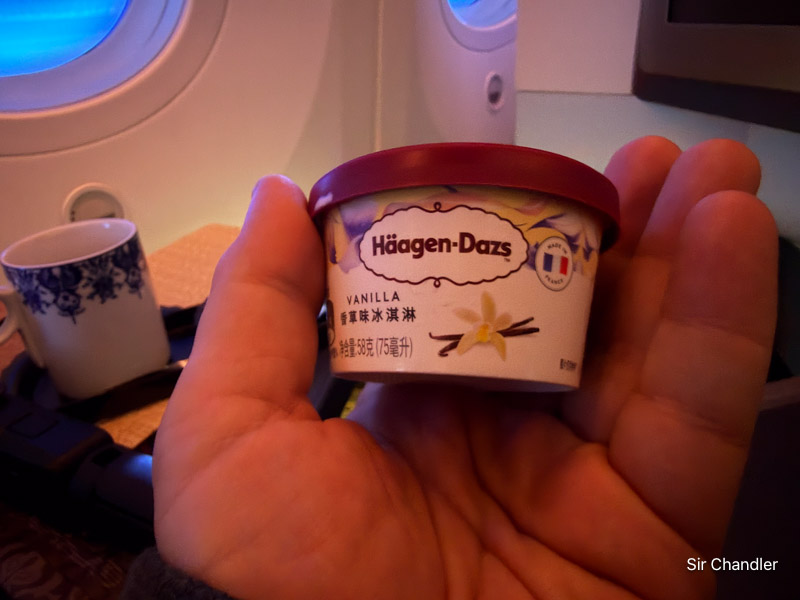 Häagen-Dazs
MADE IN
FRANCE
VANILLA
香草味冰淇淋
净含量:58克 (75毫升)
Sir Chandler